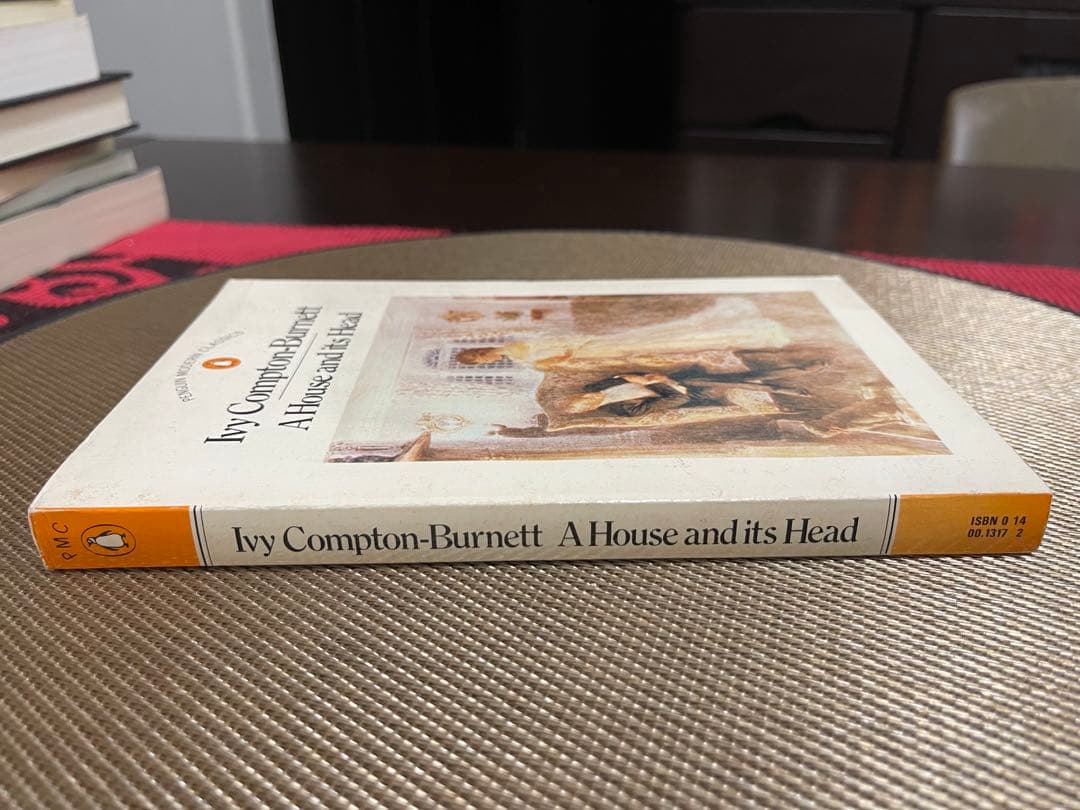 PENGUIN MODERN CLASSICS
Ivy Compton-Burnett
A House and its Head
PMC
Ivy Compton-Burnett A House and its Head
ISBN 0 14
00.1317 2